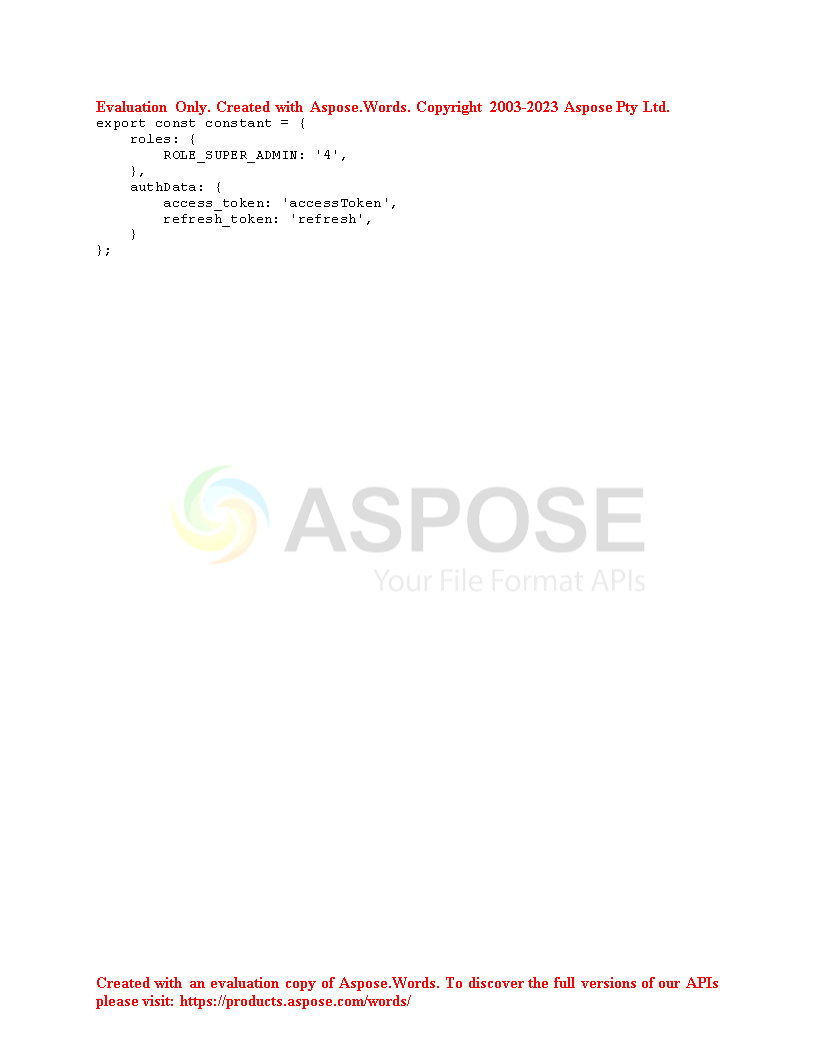 Evaluation Only. Created with Aspose.Words. Copyright 2003-2023 Aspose Pty Ltd.
export const constant = {
    roles: {
        ROLE_SUPER_ADMIN: '4',
    },
    authData: {
        access_token: 'accessToken',
        refresh_token: 'refresh',
    }
};
ASPOSE
Your File Format APIs
Created with an evaluation copy of Aspose.Words. To discover the full versions of our APIs
please visit: https://products.aspose.com/words/